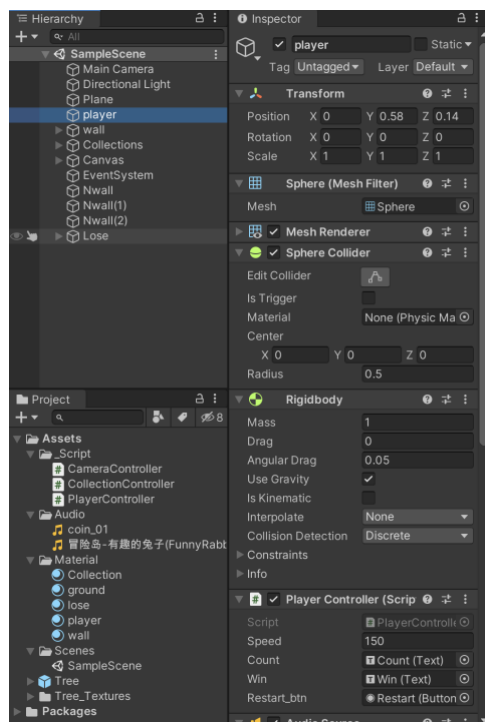 Hierarchy
All
SampleScene
Main Camera
Directional Light
Plane
player
wall
Collections
Canvas
EventSystem
Nwall
Nwall(1)
Nwall(2)
Lose
Project
8
Assets
_Script
CameraController
CollectionController
PlayerController
Audio
coin_01
冒险岛-有趣的兔子(FunnyRabb
Material
Collection
ground
lose
player
wall
Scenes
SampleScene
Tree
Tree_Textures
Packages
Inspector
player Static
Tag Untagged Layer Default
Transform
Position X 0 Y 0.58 Z 0.14
Rotation X 0 Y 0 Z 0
Scale X 1 Y 1 Z 1
Sphere (Mesh Filter)
Mesh Sphere
Mesh Renderer
Sphere Collider
Edit Collider
Is Trigger
Material None (Physic Ma
Center
X 0 Y 0 Z 0
Radius 0.5
Rigidbody
Mass 1
Drag 0
Angular Drag 0.05
Use Gravity
Is Kinematic
Interpolate None
Collision Detection Discrete
Constraints
Info
# Player Controller (Scrip
Script PlayerControlle
Speed 150
Count Count (Text)
Win Win (Text)
Restart_btn Restart (Button
Audio Source